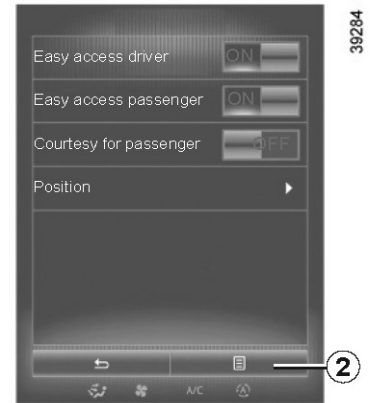 39284
Easy access driver ON
Easy access passenger ON
Courtesy for passenger OFF
Position
2
A/C
A